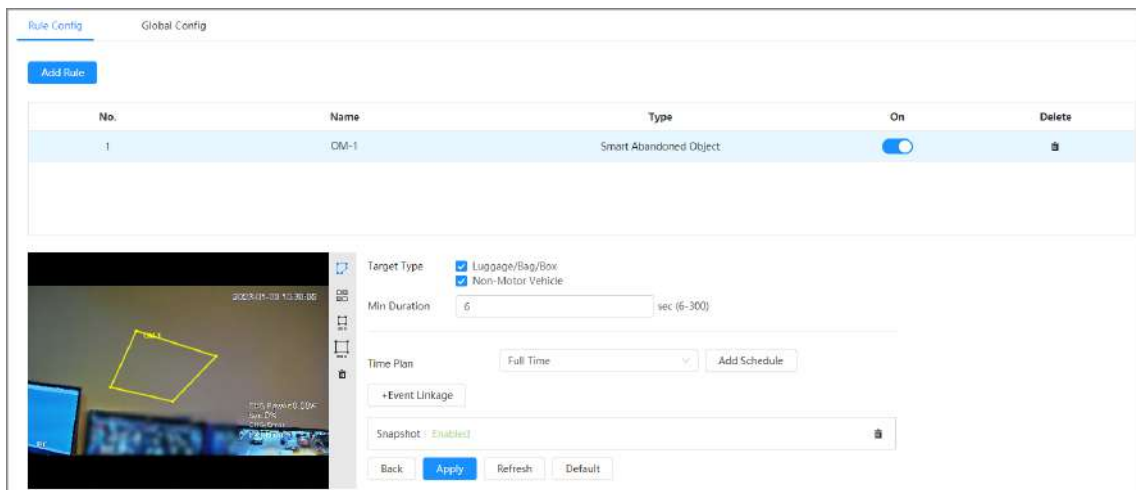 Rule Config Global Config
Add Rule
No. Name Type On Delete
1 OM-1 Smart Abandoned Object
Target Type Luggage/Bag/Box
Non-Motor Vehicle
Min Duration 6 sec (6-300)
Time Plan Full Time Add Schedule
+Event Linkage
Snapshot Enabled
Back Apply Refresh Default
OM-1